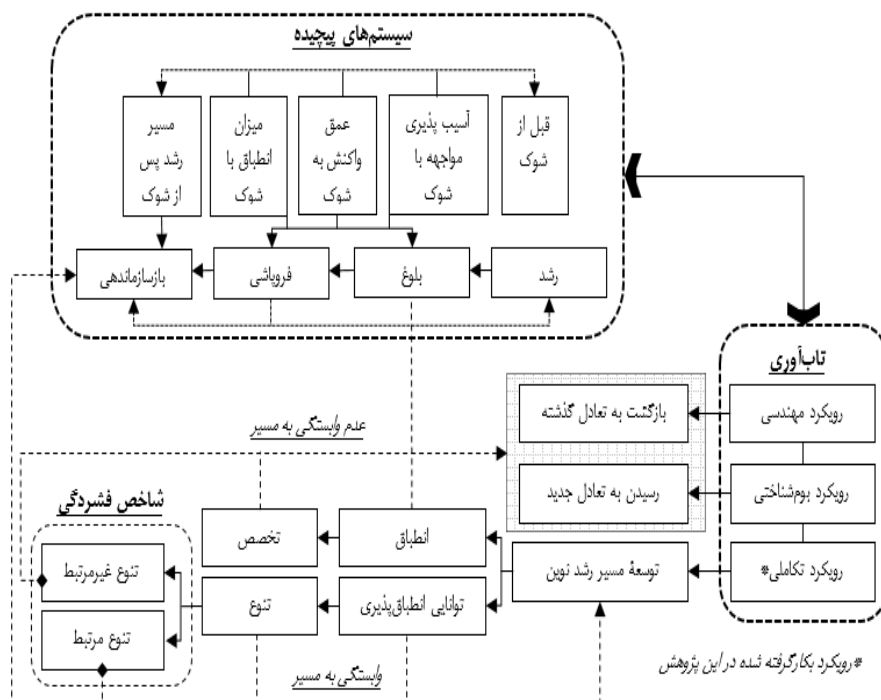 سیستم‌های پیچیده
قبل از
شوک
آسیب پذیری
مواجهه با
شوک
عمق
واکنش به
شوک
میزان
انطباق با
شوک
مسیر
رشد پس
از شوک
رشد
بلوغ
فروپاشی
بازسازماندهی
تاب‌آوری
رویکرد مهندسی
بازگشت به تعادل گذشته
عدم وابستگی به مسیر
رویکرد بوم‌شناختی
رسیدن به تعادل جدید
شاخص فشردگی
رویکرد تکاملی*
توسعهٔ مسیر رشد نوین
انطباق
تخصص
توانایی انطباق‌پذیری
تنوع
تنوع غیرمرتبط
تنوع مرتبط
وابستگی به مسیر
*رویکرد بکارگرفته شده در این پژوهش